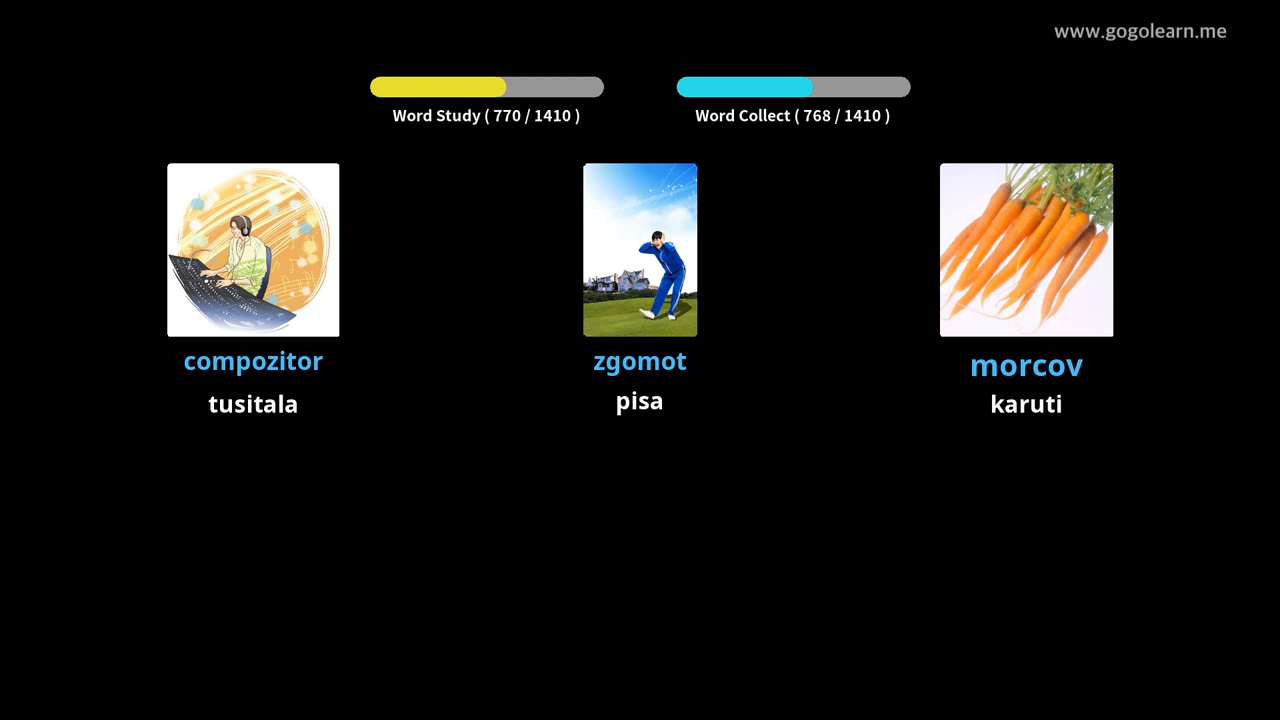 www.gogolearn.me
Word Study ( 770 / 1410 )
Word Collect ( 768 / 1410 )
compozitor
tusitala
zgomot
pisa
morcov
karuti